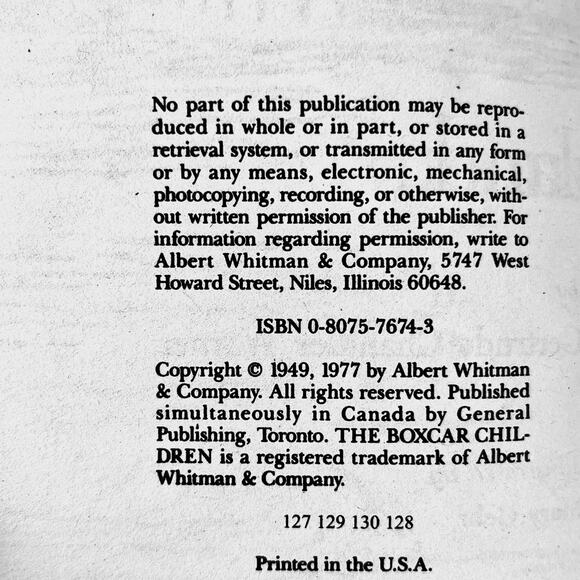 No part of this publication may be repro-
duced in whole or in part, or stored in a
retrieval system, or transmitted in any form
or by any means, electronic, mechanical,
photocopying, recording, or otherwise, with-
out written permission of the publisher. For
information regarding permission, write to
Albert Whitman & Company, 5747 West
Howard Street, Niles, Illinois 60648.
ISBN 0-8075-7674-3
Copyright © 1949, 1977 by Albert Whitman
& Company. All rights reserved. Published
simultaneously in Canada by General
Publishing, Toronto. THE BOXCAR CHIL-
DREN is a registered trademark of Albert
Whitman & Company.
127 129 130 128
Printed in the U.S.A.